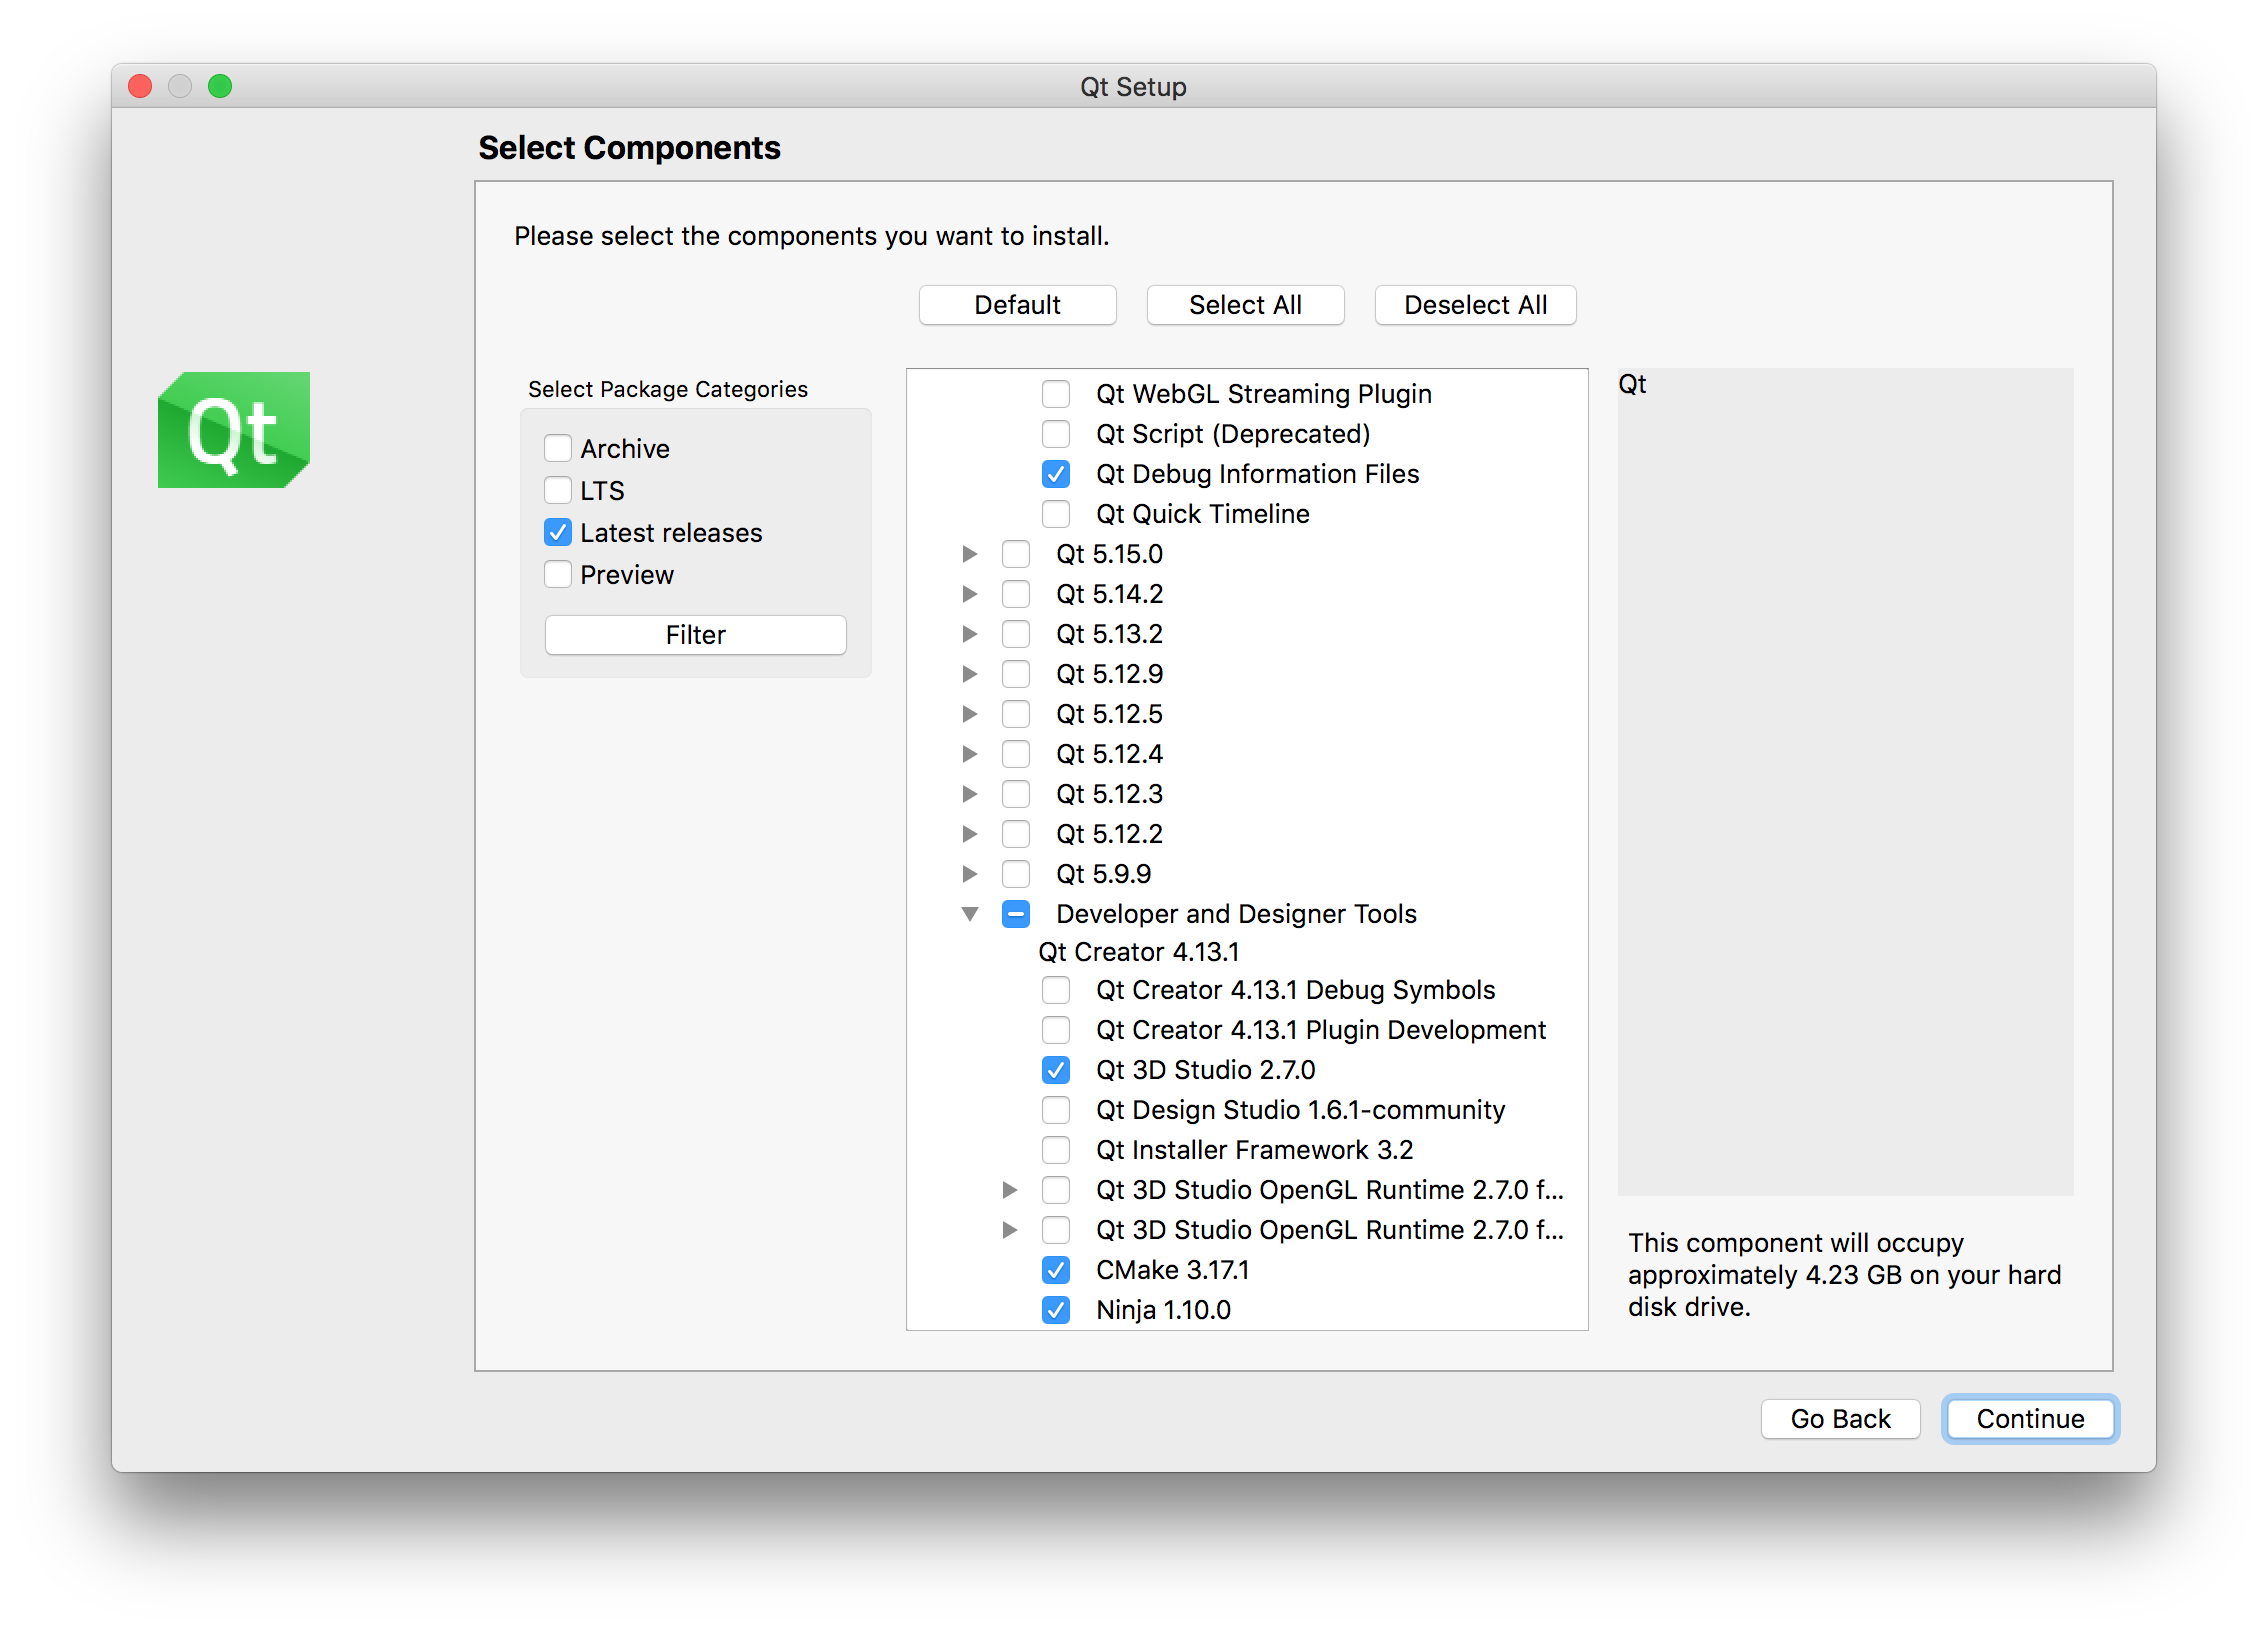 Qt Setup
Select Components
Please select the components you want to install.
Default
Select All
Deselect All
Qt
Select Package Categories
Archive
LTS
Latest releases
Preview
Filter
Qt WebGL Streaming Plugin
Qt Script (Deprecated)
Qt Debug Information Files
Qt Quick Timeline
Qt 5.15.0
Qt 5.14.2
Qt 5.13.2
Qt 5.12.9
Qt 5.12.5
Qt 5.12.4
Qt 5.12.3
Qt 5.12.2
Qt 5.9.9
Developer and Designer Tools
Qt Creator 4.13.1
Qt Creator 4.13.1 Debug Symbols
Qt Creator 4.13.1 Plugin Development
Qt 3D Studio 2.7.0
Qt Design Studio 1.6.1-community
Qt Installer Framework 3.2
Qt 3D Studio OpenGL Runtime 2.7.0 f...
Qt 3D Studio OpenGL Runtime 2.7.0 f...
CMake 3.17.1
Ninja 1.10.0
Qt
This component will occupy
approximately 4.23 GB on your hard
disk drive.
Go Back
Continue